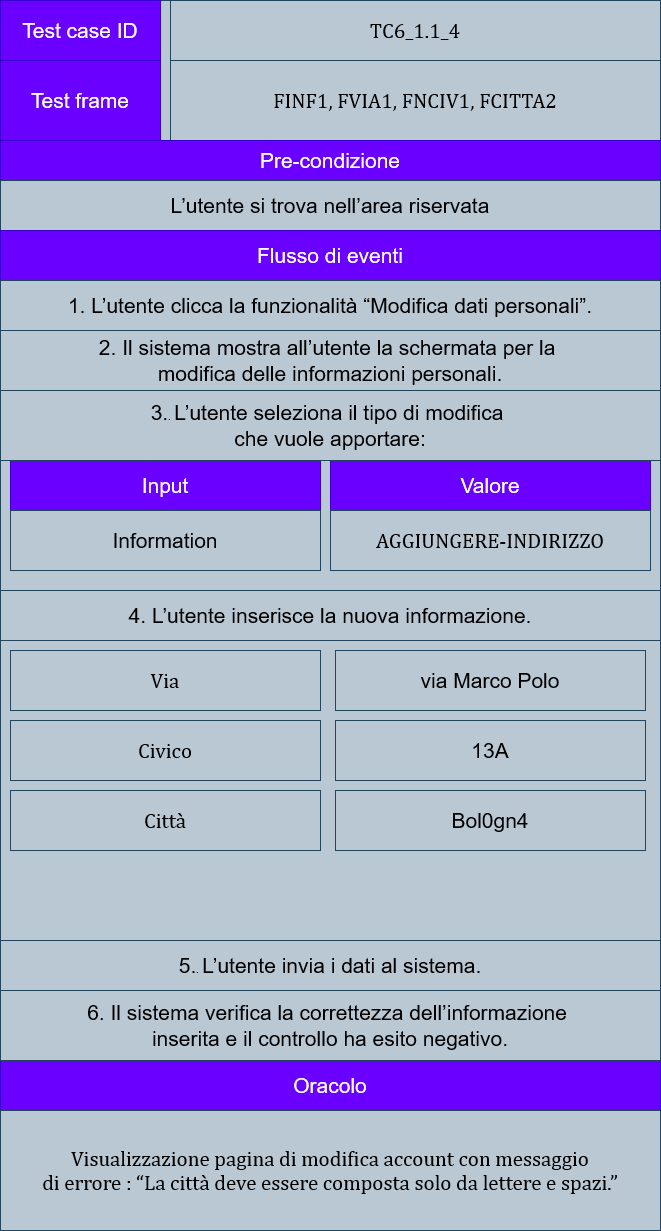 Test case ID
TC6_1.1_4
Test frame
FINF1, FVIA1, FNCIV1, FCITTA2
Pre-condizione
L’utente si trova nell’area riservata
Flusso di eventi
1. L’utente clicca la funzionalità “Modifica dati personali”.
2. Il sistema mostra all’utente la schermata per la
modifica delle informazioni personali.
3.. L’utente seleziona il tipo di modifica
che vuole apportare:
Input
Valore
Information
AGGIUNGERE-INDIRIZZO
4. L’utente inserisce la nuova informazione.
Via
via Marco Polo
Civico
13A
Città
Bol0gn4
5.. L’utente invia i dati al sistema.
6. Il sistema verifica la correttezza dell’informazione
inserita e il controllo ha esito negativo.
Oracolo
Visualizzazione pagina di modifica account con messaggio
di errore : “La città deve essere composta solo da lettere e spazi.”